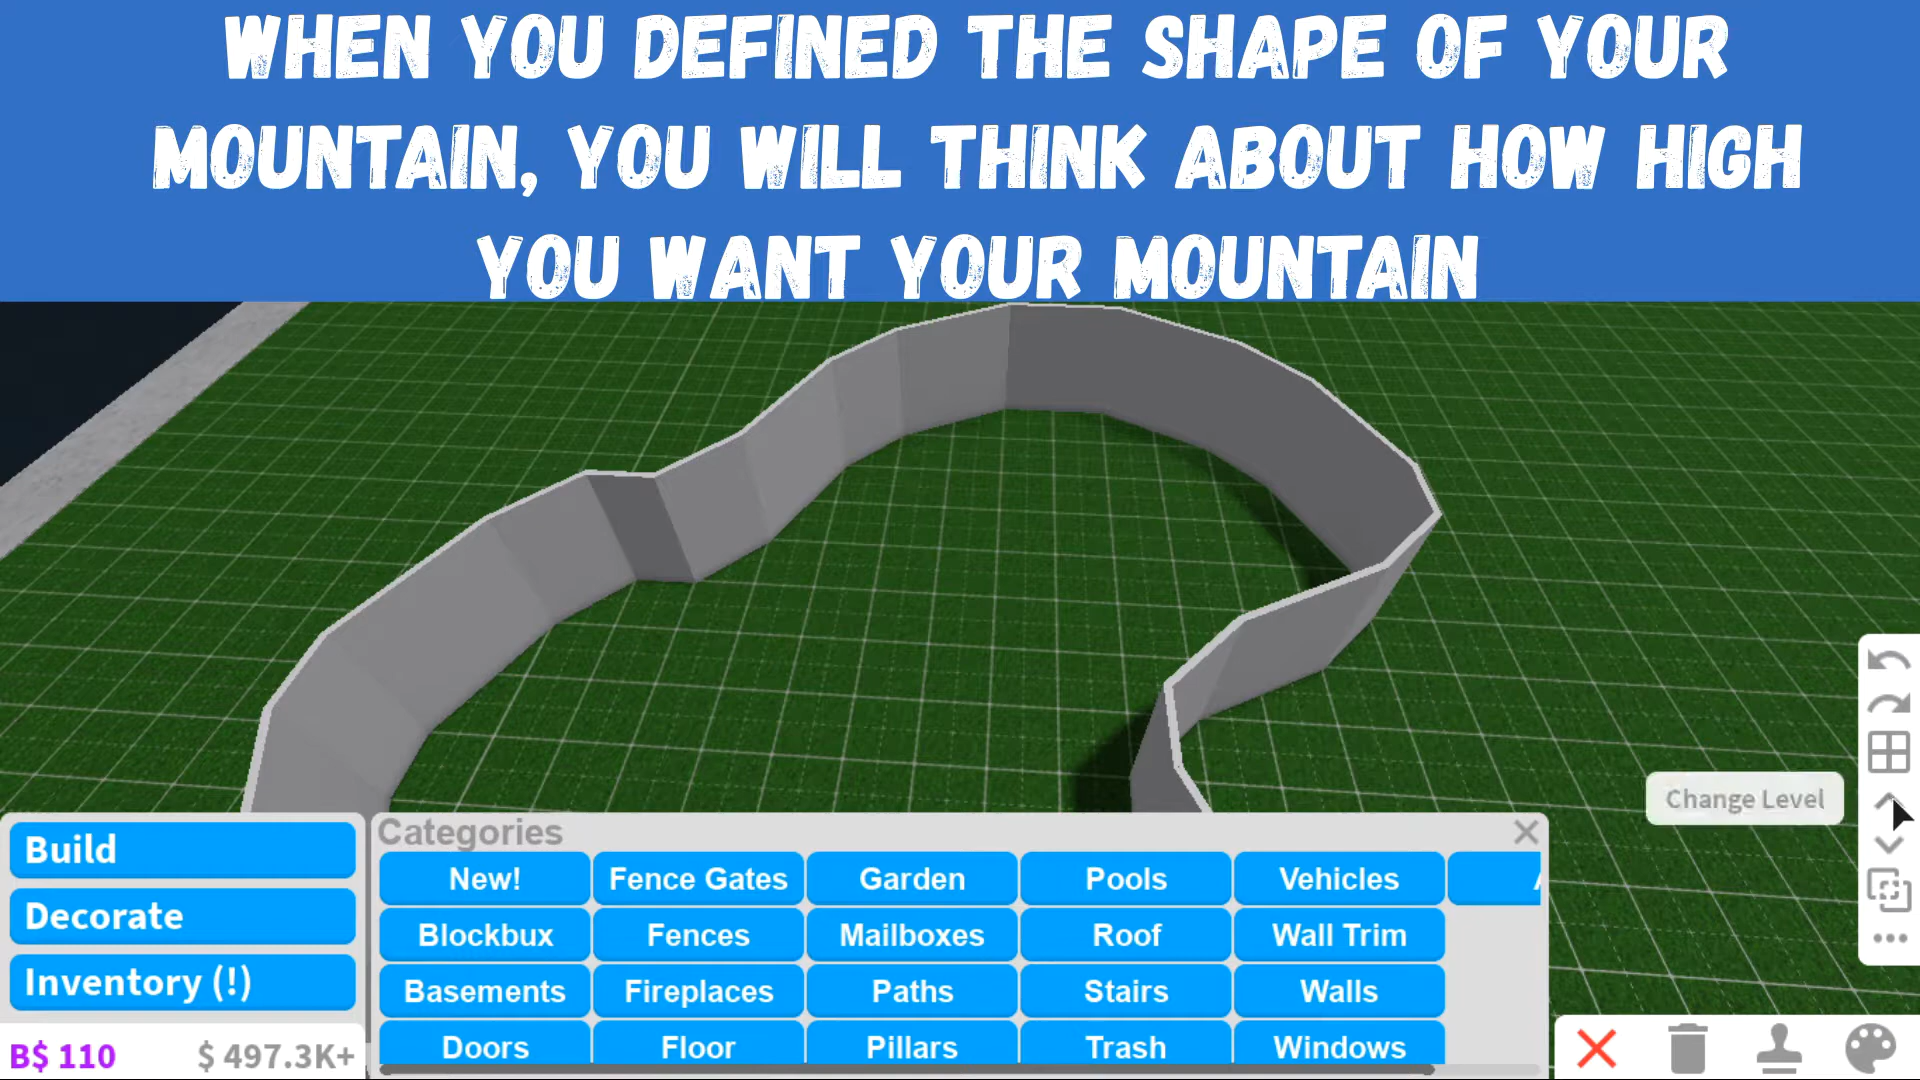 WHEN YOU DEFINED THE SHAPE OF YOUR
MOUNTAIN, YOU WILL THINK ABOUT HOW HIGH
YOU WANT YOUR MOUNTAIN
Change Level
Build
Decorate
Inventory (!)
B$ 110 $ 497.3K+
Categories
New! Fence Gates Garden Pools Vehicles
Blockbux Fences Mailboxes Roof Wall Trim
Basements Fireplaces Paths Stairs Walls
Doors Floor Pillars Trash Windows